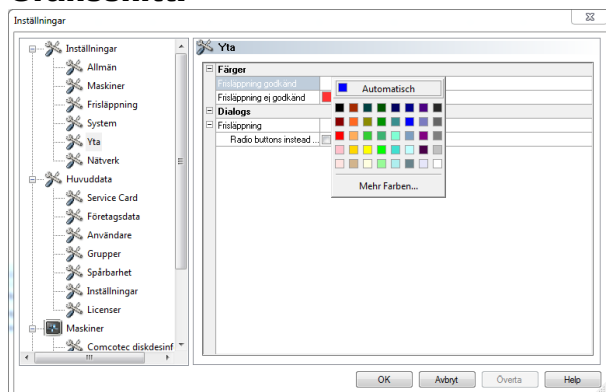 Inställningar
Inställningar
Allmän
Maskiner
Frisläppning
System
Yta
Nätverk
Huvuddata
Service Card
Företagsdata
Användare
Grupper
Spårbarhet
Inställningar
Licenser
Maskiner
Comcotec diskdesinf
Yta
Färger
Frisläppning godkänd
Frisläppning ej godkänd
Dialogs
Frisläppning
Radio buttons instead ...
Automatisch
Mehr Farben...
OK Avbryt Överta Help